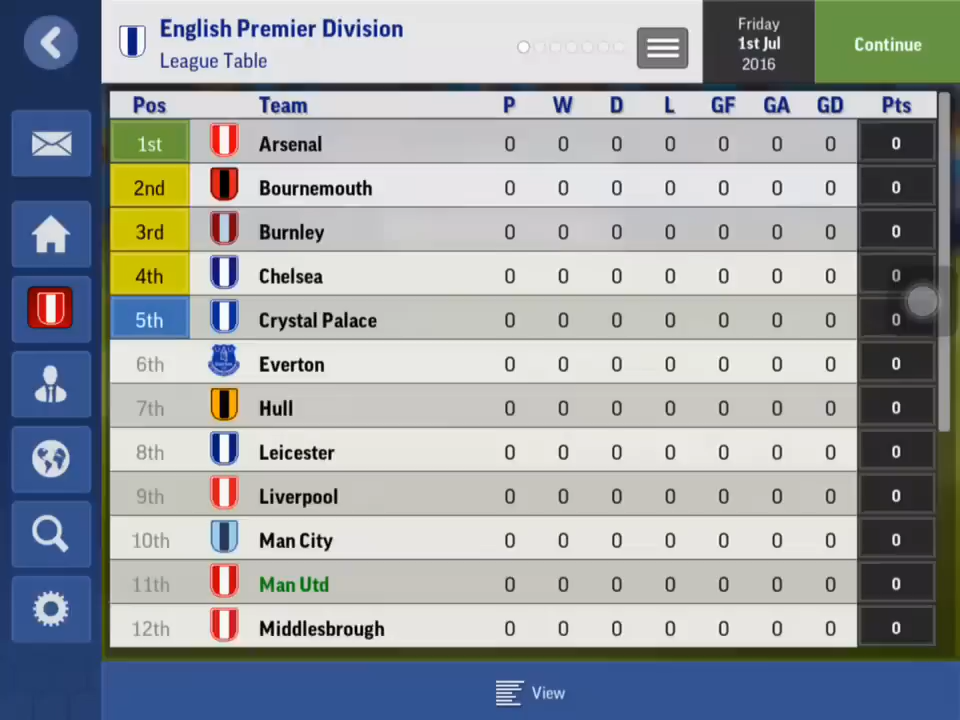 English Premier Division
League Table
Friday
1st Jul
2016
Continue
Pos Team P W D L GF GA GD Pts
1st Arsenal 0 0 0 0 0 0 0 0
2nd Bournemouth 0 0 0 0 0 0 0 0
3rd Burnley 0 0 0 0 0 0 0 0
4th Chelsea 0 0 0 0 0 0 0 0
5th Crystal Palace 0 0 0 0 0 0 0 0
6th Everton 0 0 0 0 0 0 0 0
7th Hull 0 0 0 0 0 0 0 0
8th Leicester 0 0 0 0 0 0 0 0
9th Liverpool 0 0 0 0 0 0 0 0
10th Man City 0 0 0 0 0 0 0 0
11th Man Utd 0 0 0 0 0 0 0 0
12th Middlesbrough 0 0 0 0 0 0 0 0
View